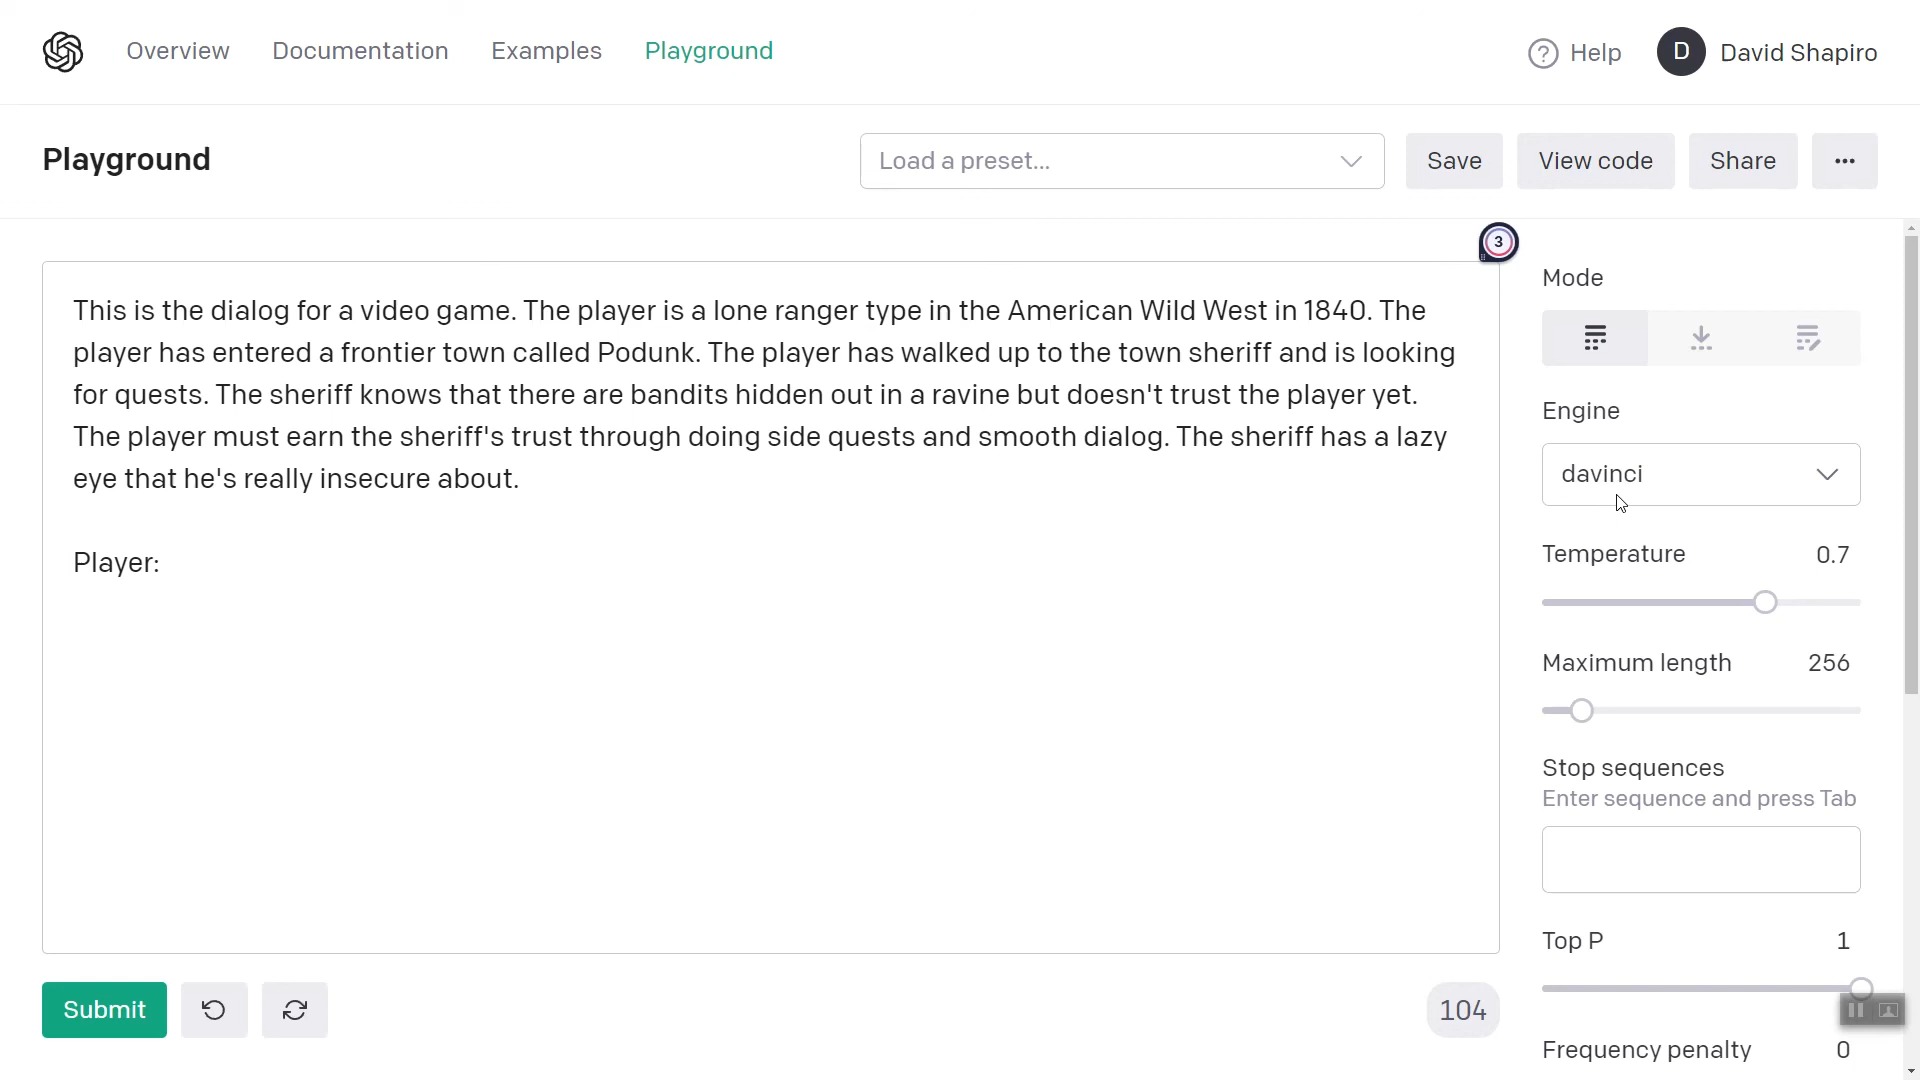 Overview Documentation Examples Playground Help D David Shapiro
Playground Load a preset... Save View code Share ...
3
Mode
This is the dialog for a video game. The player is a lone ranger type in the American Wild West in 1840. The
player has entered a frontier town called Podunk. The player has walked up to the town sheriff and is looking
for quests. The sheriff knows that there are bandits hidden out in a ravine but doesn't trust the player yet.
The player must earn the sheriff's trust through doing side quests and smooth dialog. The sheriff has a lazy
eye that he's really insecure about.
Player:
Engine
davinci
Temperature 0.7
Maximum length 256
Stop sequences
Enter sequence and press Tab
Top P 1
Frequency penalty 0
Submit 104